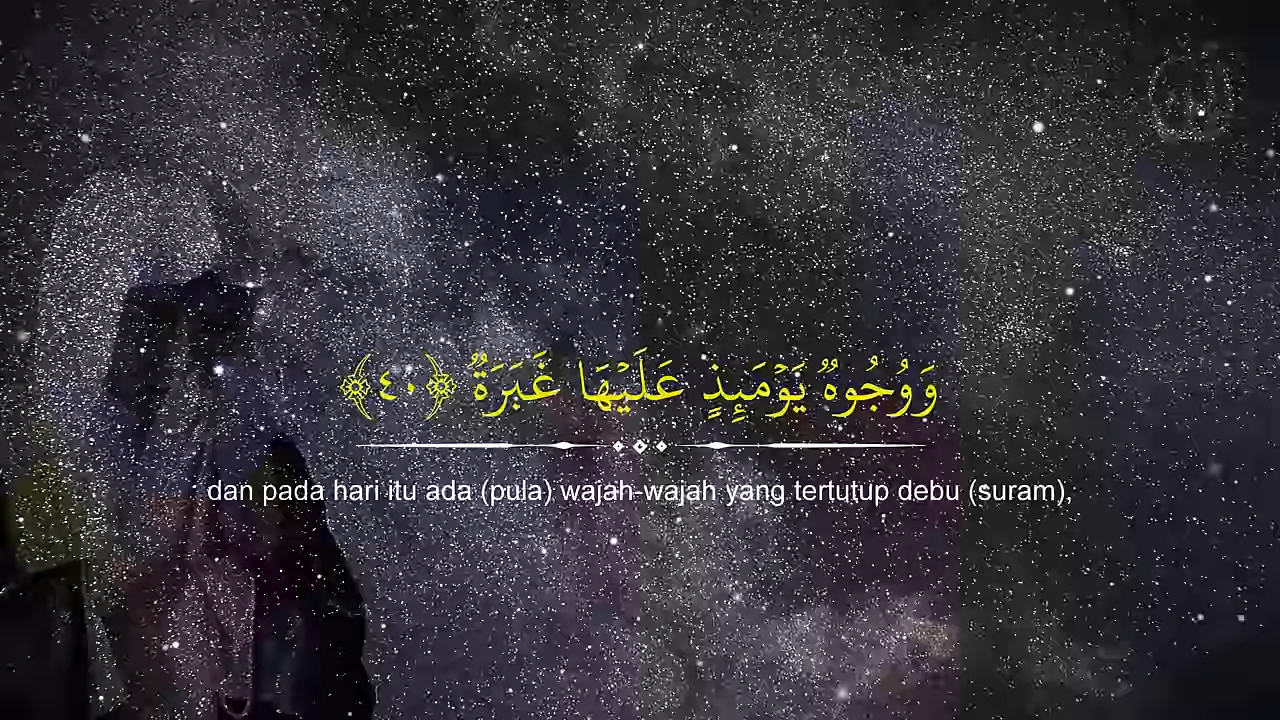 وَوُجُوهٌ يَوْمَئِذٍ عَلَيْهَا غَبَرَةٌ ﴿٤٠﴾
dan pada hari itu ada (pula) wajah-wajah yang tertutup debu (suram),